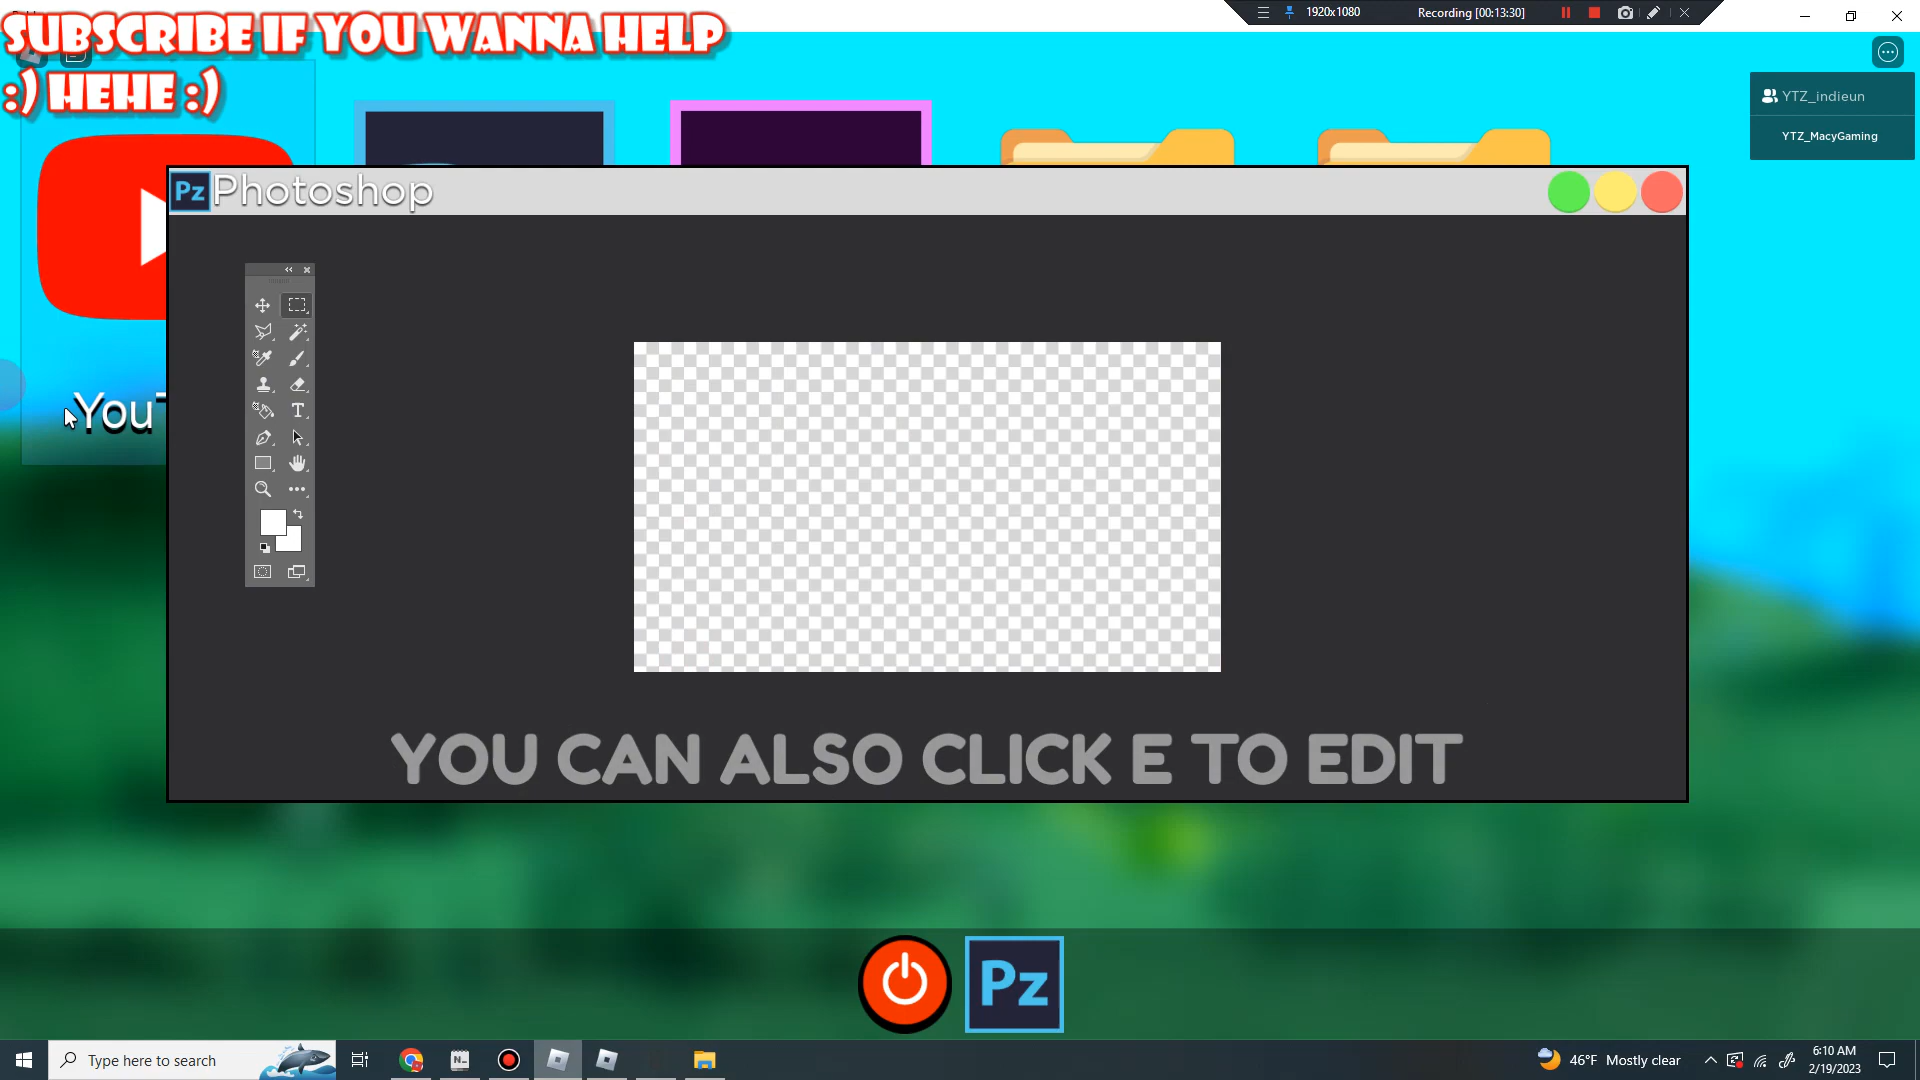 SUBSCRIBE IF YOU WANNA HELP
:) HEHE :)
1920x1080
Recording [00:13:30]
YTZ_indieun
YTZ_MacyGaming
Pz Photoshop
T
YouT
YOU CAN ALSO CLICK E TO EDIT
Pz
Type here to search
N
46°F Mostly clear
6:10 AM
2/19/2023